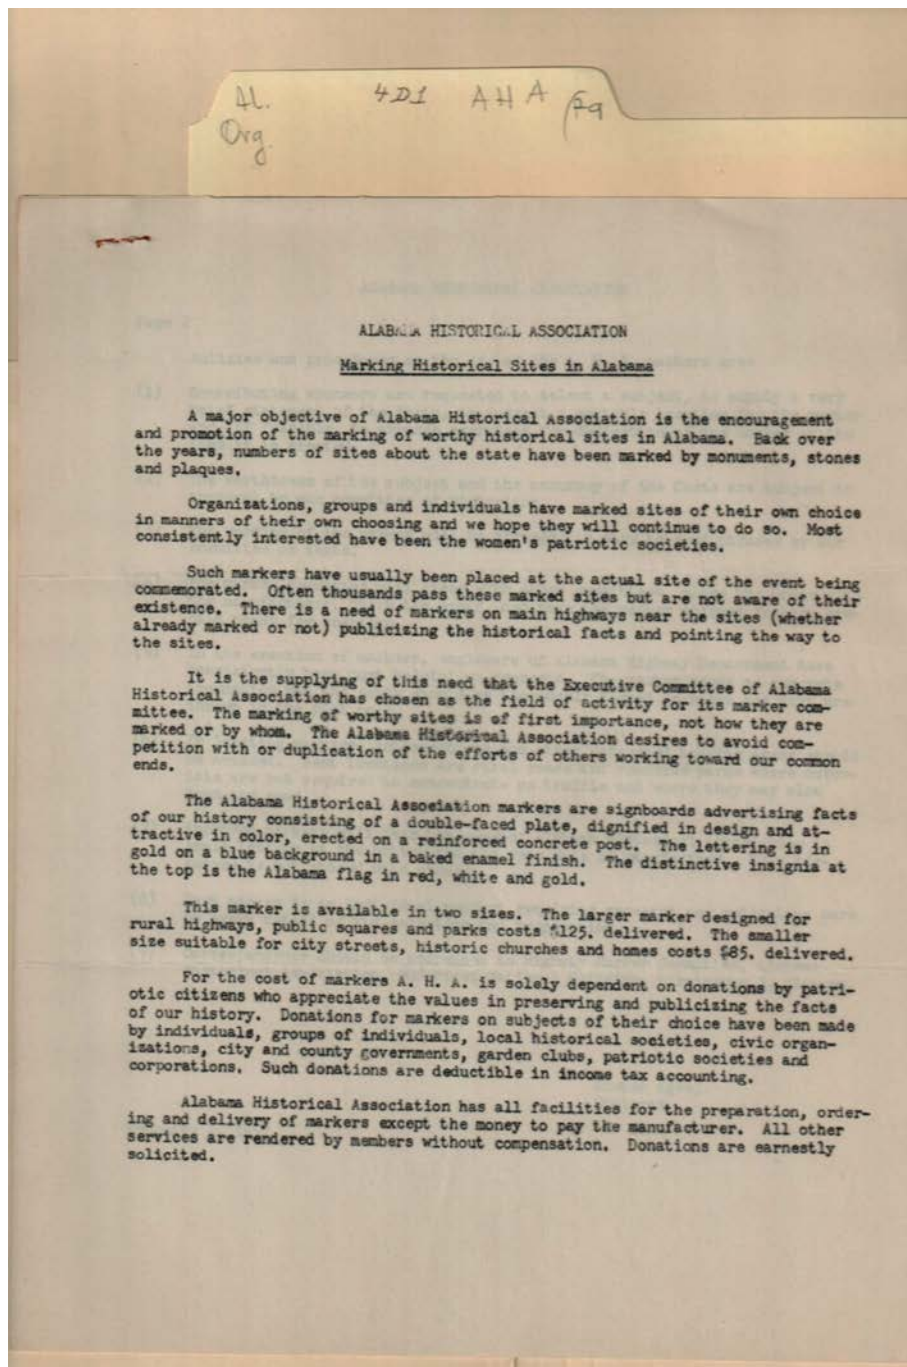 Al. 4D1 AHA
Org.
ALABAMA HISTORICAL ASSOCIATION
Marking Historical Sites in Alabama
A major objective of Alabama Historical Association is the encouragement
and promotion of the marking of worthy historical sites in Alabama. Back over
the years, numbers of sites about the state have been marked by monuments, stones
and plaques.
Organizations, groups and individuals have marked sites of their own choice
in manners of their own choosing and we hope they will continue to do so. Most
consistently interested have been the women's patriotic societies.
Such markers have usually been placed at the actual site of the event being
commemorated. Often thousands pass these marked sites but are not aware of their
existence. There is a need of markers on main highways near the sites (whether
already marked or not) publicizing the historical facts and pointing the way to
the sites.
It is the supplying of this need that the Executive Committee of Alabama
Historical Association has chosen as the field of activity for its marker com-
mittee. The marking of worthy sites is of first importance, not how they are
marked or by whom. The Alabama Historical Association desires to avoid com-
petition with or duplication of the efforts of others working toward our common
ends.
The Alabama Historical Association markers are signboards advertising facts
of our history consisting of a double-faced plate, dignified in design and at-
tractive in color, erected on a reinforced concrete post. The lettering is in
gold on a blue background in a baked enamel finish. The distinctive insignia at
the top is the Alabama flag in red, white and gold.
This marker is available in two sizes. The larger marker designed for
rural highways, public squares and parks costs $125. delivered. The smaller
size suitable for city streets, historic churches and homes costs $85. delivered.
For the cost of markers A. H. A. is solely dependent on donations by patri-
otic citizens who appreciate the values in preserving and publicizing the facts
of our history. Donations for markers on subjects of their choice have been made
by individuals, groups of individuals, local historical societies, civic organ-
izations, city and county governments, garden clubs, patriotic societies and
corporations. Such donations are deductible in income tax accounting.
Alabama Historical Association has all facilities for the preparation, order-
ing and delivery of markers except the money to pay the manufacturer. All other
services are rendered by members without compensation. Donations are earnestly
solicited.